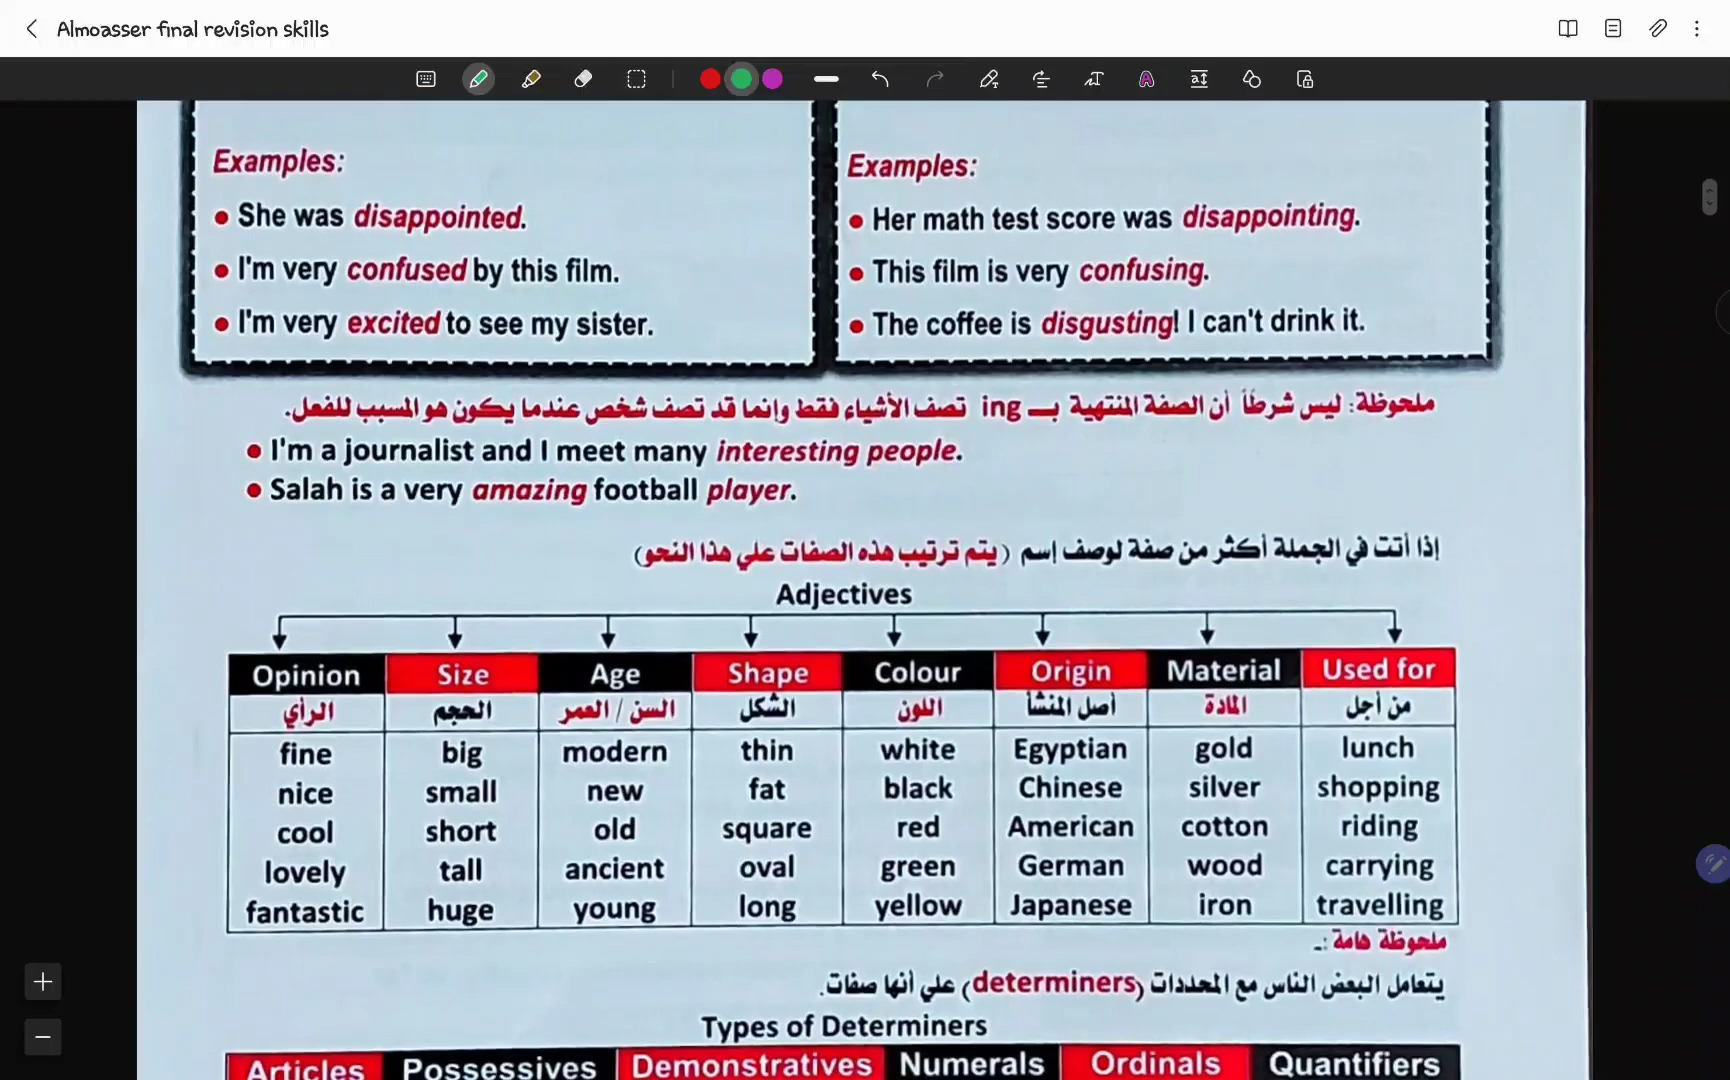 Almoasser final revision skills
Examples:
• She was disappointed.
• I'm very confused by this film.
• I'm very excited to see my sister.
Examples:
• Her math test score was disappointing.
• This film is very confusing.
• The coffee is disgusting! I can't drink it.
ملحوظة: ليس شرطاً أن الصفة المنتهية بـ ing تصف الأشياء فقط وإنما قد تصف شخص عندما يكون هو المسبب للفعل.
• I'm a journalist and I meet many interesting people.
• Salah is a very amazing football player.
إذا أتت في الجملة أكثر من صفة لوصف إسم (يتم ترتيب هذه الصفات علي هذا النحو)
Adjectives
Opinion Size Age Shape Colour Origin Material Used for
الرأي الحجم السن / العمر الشكل اللون أصل المنشأ المادة من أجل
fine big modern thin white Egyptian gold lunch
nice small new fat black Chinese silver shopping
cool short old square red American cotton riding
lovely tall ancient oval green German wood carrying
fantastic huge young long yellow Japanese iron travelling
ملحوظة هامة :ـ
يتعامل البعض الناس مع المحددات (determiners) علي أنها صفات.
Types of Determiners
Articles Possessives Demonstratives Numerals Ordinals Quantifiers